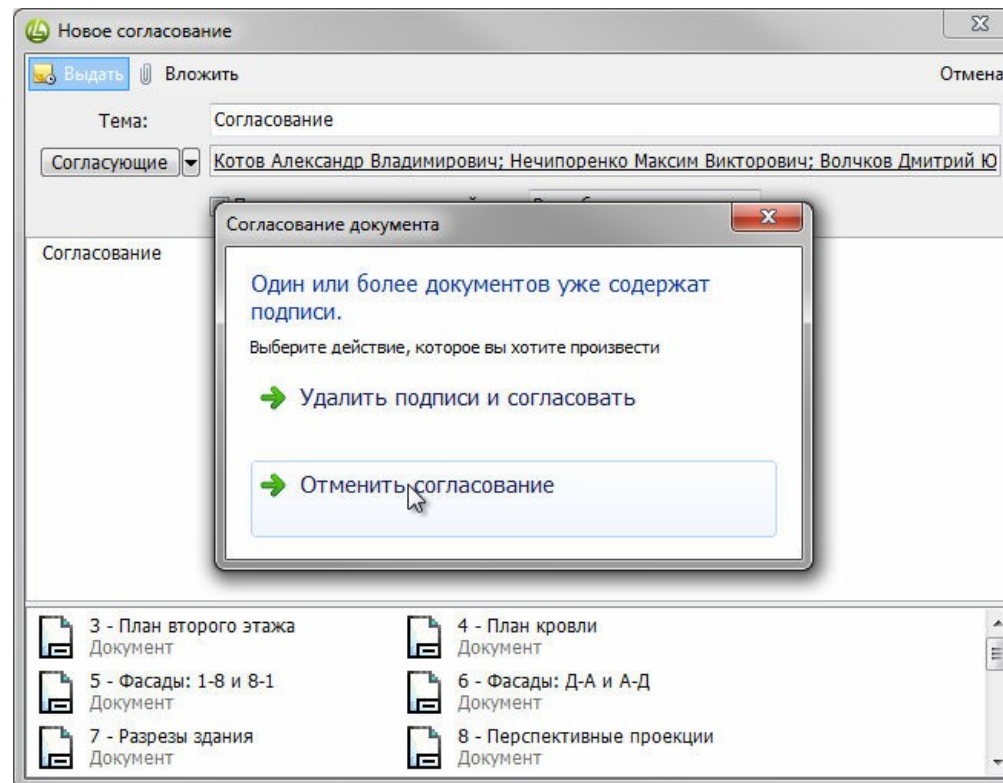 Новое согласование
Выдать Вложить Отмена
Тема: Согласование
Согласующие Котов Александр Владимирович; Нечипоренко Максим Викторович; Волчков Дмитрий Ю
Согласование документа
Согласование
Один или более документов уже содержат
подписи.
Выберите действие, которое вы хотите произвести
Удалить подписи и согласовать
Отменить согласование
3 - План второго этажа
Документ
4 - План кровли
Документ
5 - Фасады: 1-8 и 8-1
Документ
6 - Фасады: Д-А и А-Д
Документ
7 - Разрезы здания
Документ
8 - Перспективные проекции
Документ